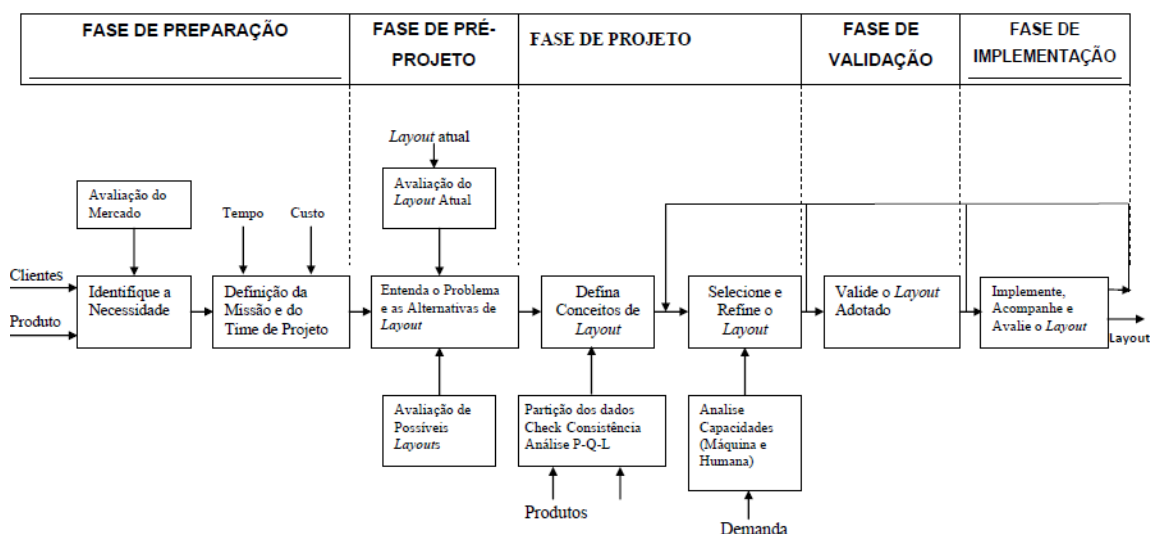 FASE DE PREPARAÇÃO
FASE DE PRÉ-
PROJETO
FASE DE PROJETO
FASE DE
VALIDAÇÃO
FASE DE
IMPLEMENTAÇÃO
Layout atual
Avaliação do
Mercado
Tempo
Custo
Avaliação do
Layout Atual
Clientes
Produto
Identifique a
Necessidade
Definição da
Missão e do
Time de Projeto
Entenda o Problema
e as Alternativas de
Layout
Defina
Conceitos de
Layout
Selecione e
Refine o
Layout
Valide o Layout
Adotado
Implemente,
Acompanhe e
Avalie o Layout
Layout
Avaliação de
Possíveis
Layouts
Partição dos dados
Check Consistência
Análise P-Q-L
Analise
Capacidades
(Máquina e
Humana)
Produtos
Demanda